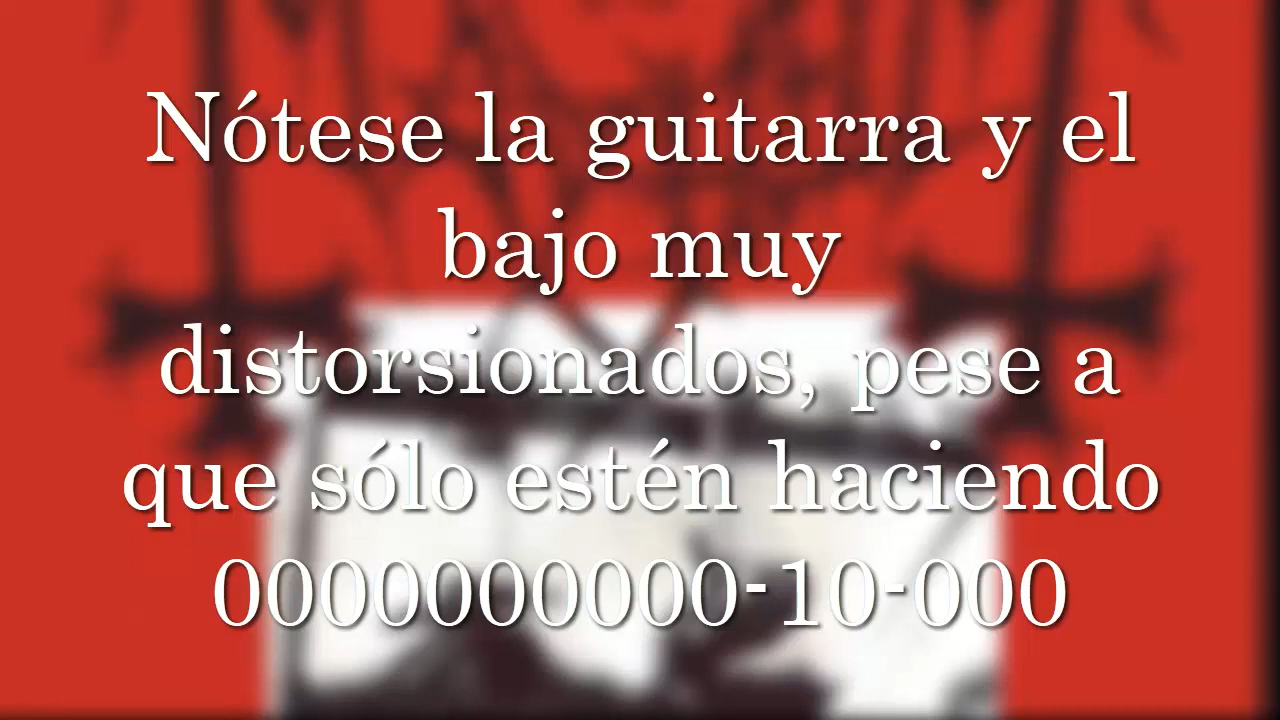 Nótese la guitarra y el
bajo muy
distorsionados, pese a
que sólo estén haciendo
0000000000-10-000